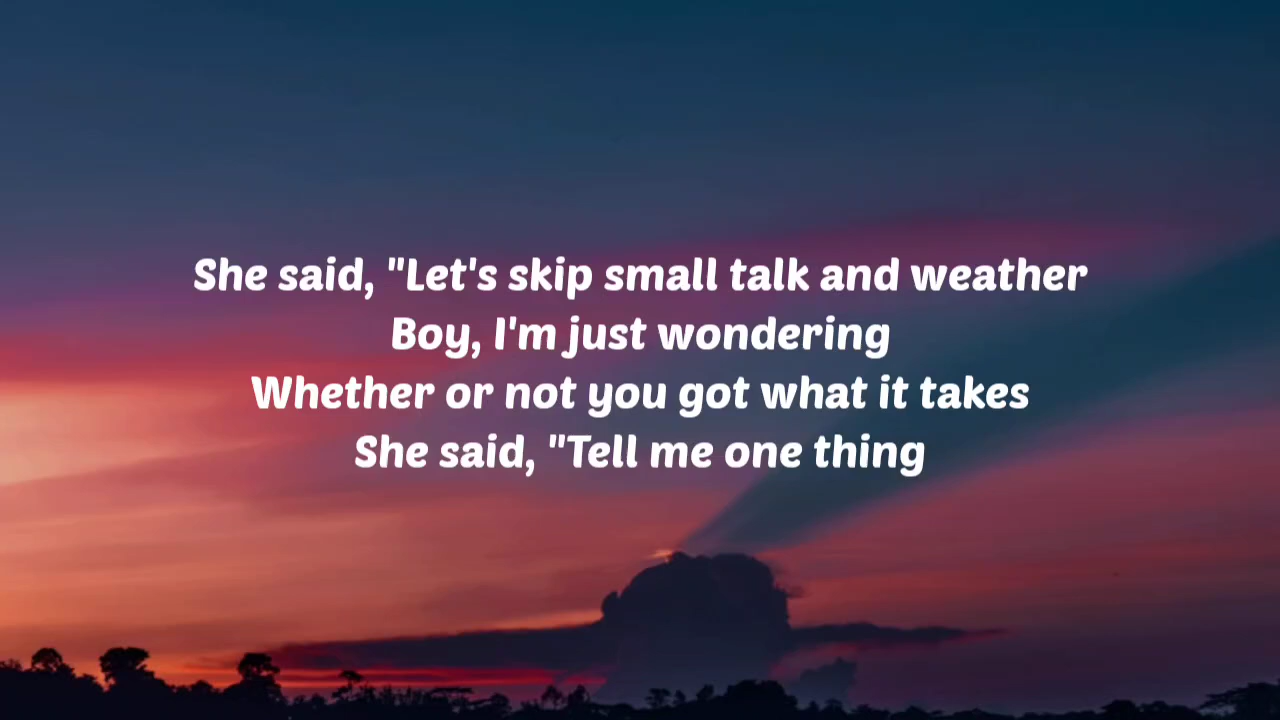 She said, "Let's skip small talk and weather
Boy, I'm just wondering
Whether or not you got what it takes
She said, "Tell me one thing